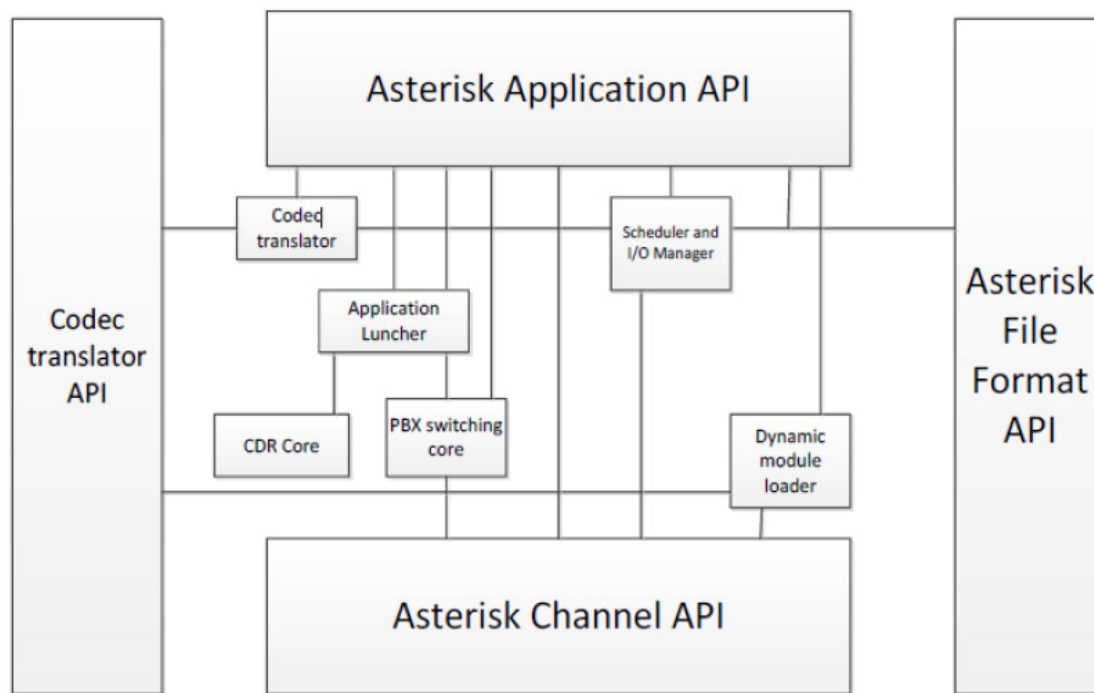 Asterisk Application API
Codec
translator
Scheduler and
I/O Manager
Application
Luncher
Codec
translator
API
Asterisk
File
Format
API
CDR Core
PBX switching
core
Dynamic
module
loader
Asterisk Channel API